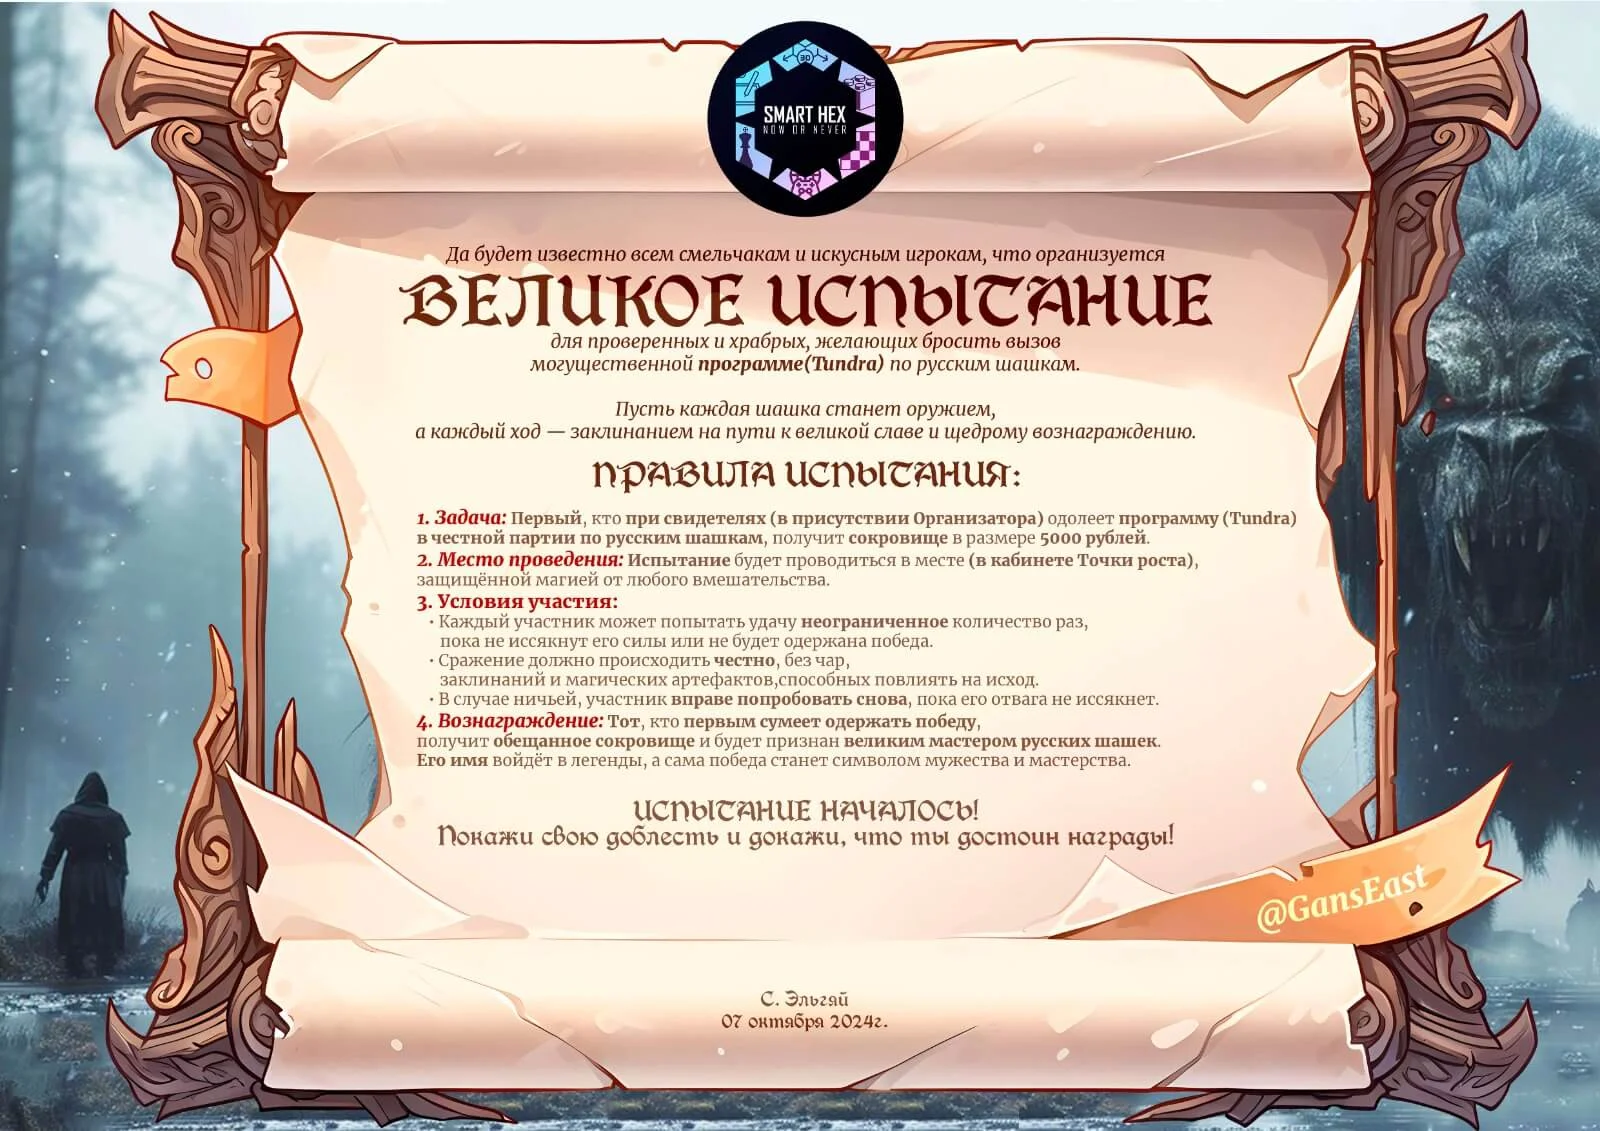 3D
SMART HEX
NOW OR NEVER
Да будет известно всем смельчакам и искусным игрокам, что организуется
ВЕЛИКОЕ ИСПЫТАНИЕ
для проверенных и храбрых, желающих бросить вызов
могущественной программе(Tundra) по русским шашкам.
Пусть каждая шашка станет оружием,
а каждый ход — заклинанием на пути к великой славе и щедрому вознаграждению.
ПРАВИЛА ИСПЫТАНИЯ:
1. Задача: Первый, кто при свидетелях (в присутствии Организатора) одолеет программу (Tundra)
в честной партии по русским шашкам, получит сокровище в размере 5000 рублей.
2. Место проведения: Испытание будет проводиться в месте (в кабинете Точки роста),
защищённой магией от любого вмешательства.
3. Условия участия:
• Каждый участник может попытать удачу неограниченное количество раз,
пока не иссякнут его силы или не будет одержана победа.
• Сражение должно происходить честно, без чар,
заклинаний и магических артефактов,способных повлиять на исход.
• В случае ничьей, участник вправе попробовать снова, пока его отвага не иссякнет.
4. Вознаграждение: Тот, кто первым сумеет одержать победу,
получит обещанное сокровище и будет признан великим мастером русских шашек.
Его имя войдёт в легенды, а сама победа станет символом мужества и мастерства.
ИСПЫТАНИЕ НАЧАЛОСЬ!
Покажи свою доблесть и докажи, что ты достоин награды!
@GansEast
С. Эльгяй
07 октября 2024г.